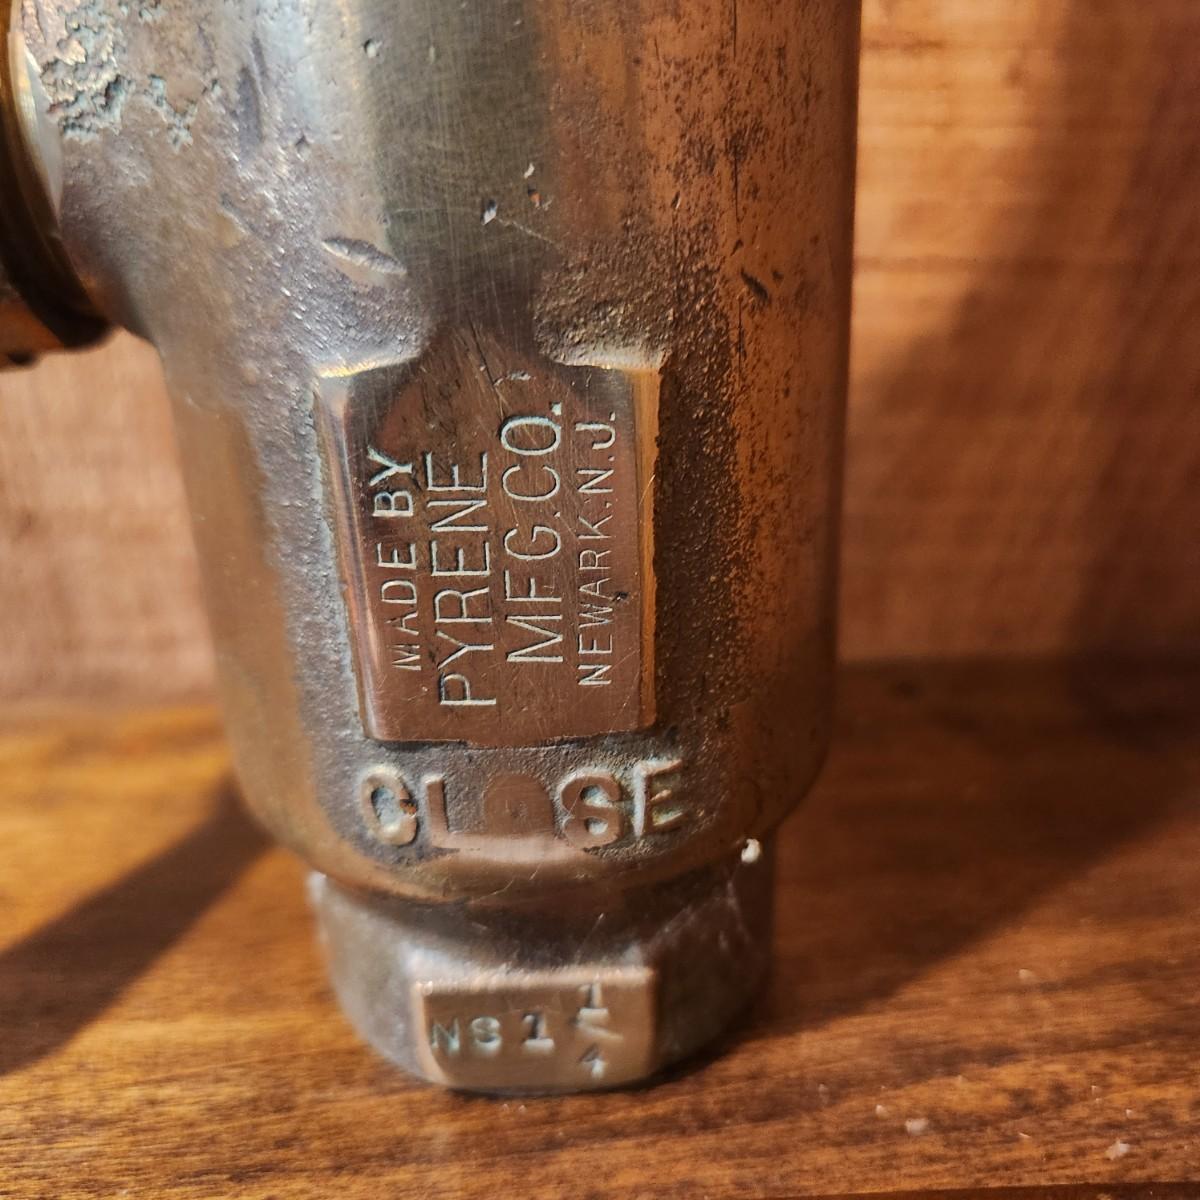 MADE BY
PYRENE
MFG.CO.
NEWARK.N.J.
CLOSE
NS 1 1/4